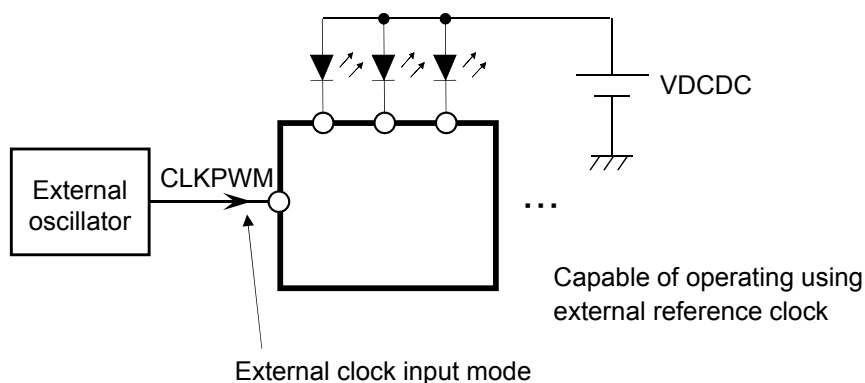 VDCDC
CLKPWM
External
oscillator
...
Capable of operating using
external reference clock
External clock input mode